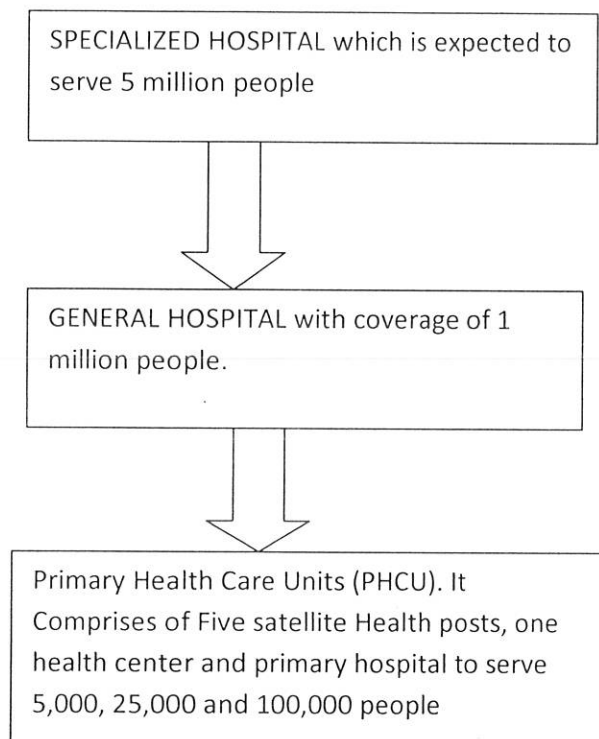 SPECIALIZED HOSPITAL which is expected to
serve 5 million people
GENERAL HOSPITAL with coverage of 1
million people.
Primary Health Care Units (PHCU). It
Comprises of Five satellite Health posts, one
health center and primary hospital to serve
5,000, 25,000 and 100,000 people